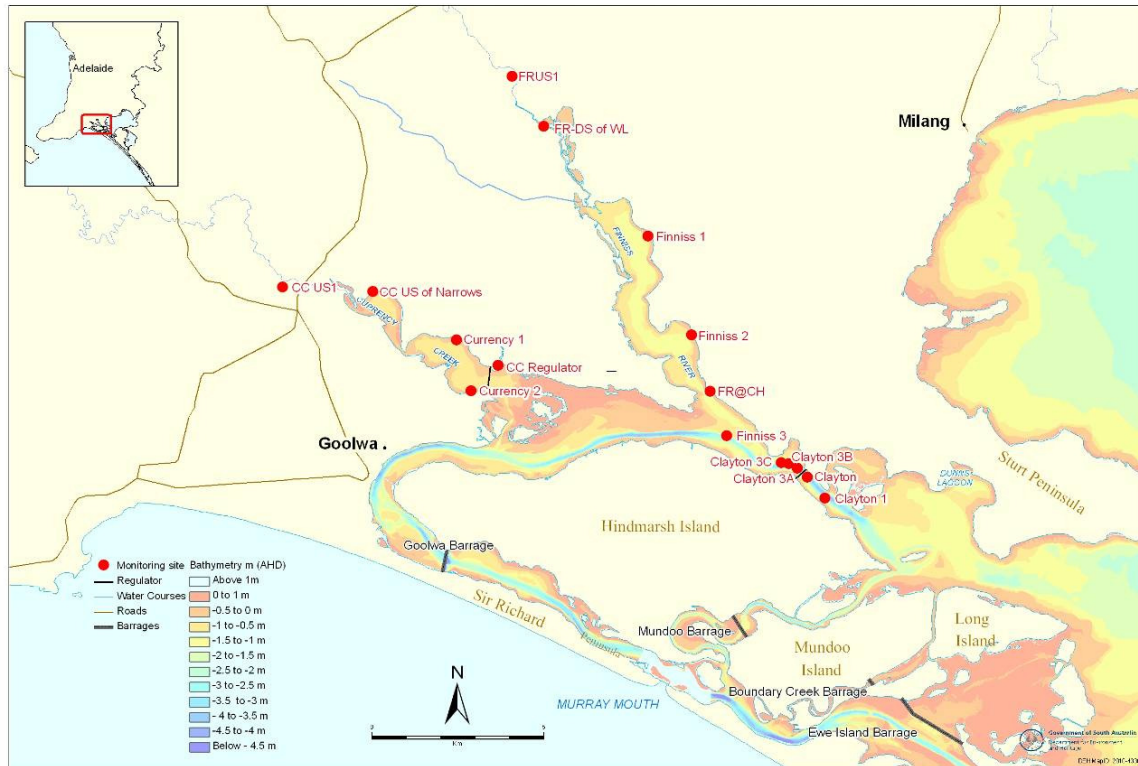 Adelaide
FRUS1
FR-DS of WL
Milang
FINNISS
Finniss 1
CC US1
CC US of Narrows
CURRENCY
Currency 1
Finniss 2
CREEK
CC Regulator
RIVER
Currency 2
FR@CH
Goolwa
Finniss 3
Clayton 3C
Clayton 3B
Clayton 3A
Clayton
Clayton 1
DUNNS
LAGOON
Sturt Peninsula
Hindmarsh Island
Goolwa Barrage
Sir Richard
Peninsula
Mundoo Barrage
Mundoo
Island
Long
Island
Boundary Creek Barrage
Ewe Island Barrage
MURRAY MOUTH
Monitoring site
Regulator
Water Courses
Roads
Barrages
Bathymetry m (AHD)
Above 1m
0 to 1 m
-0.5 to 0 m
-1 to -0.5 m
-1.5 to -1 m
-2 to -1.5 m
-2.5 to -2 m
-3 to -2.5 m
-3.5 to -3 m
- 4 to -3.5 m
-4.5 to -4 m
Below - 4.5 m
N
Km
Government of South Australia
Department for Environment
and Heritage